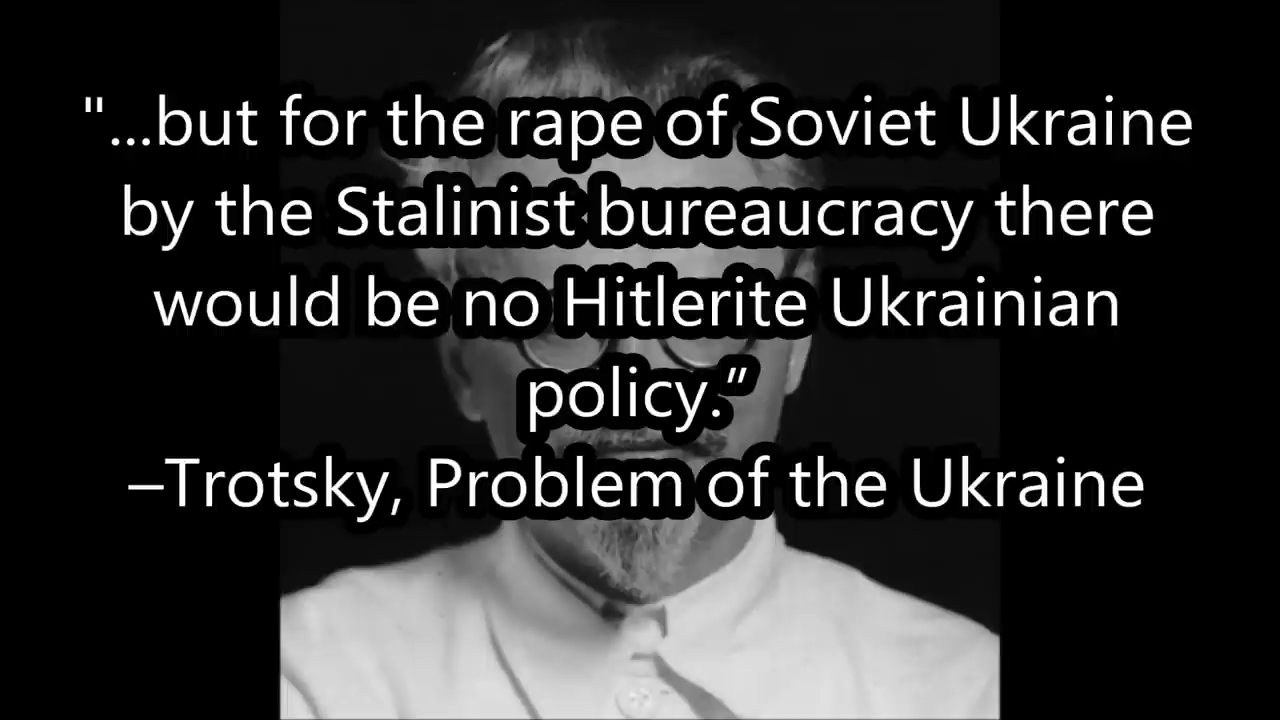 "...but for the rape of Soviet Ukraine
by the Stalinist bureaucracy there
would be no Hitlerite Ukrainian
policy.”
–Trotsky, Problem of the Ukraine